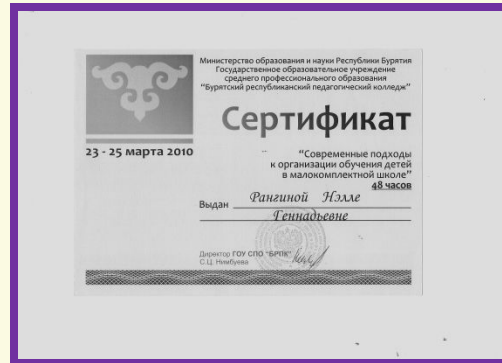 Министерство образования и науки Республики Бурятия
Государственное образовательное учреждение
среднего профессионального образования
"Бурятский республиканский педагогический колледж"
Сертификат
23 - 25 марта 2010
"Современные подходы
к организации обучения детей
в малокомплектной школе"
48 часов
Выдан Рангиной Нэлле
Геннадьевне
Директор ГОУ СПО "БРПК"
С.Ц. Нимбуева